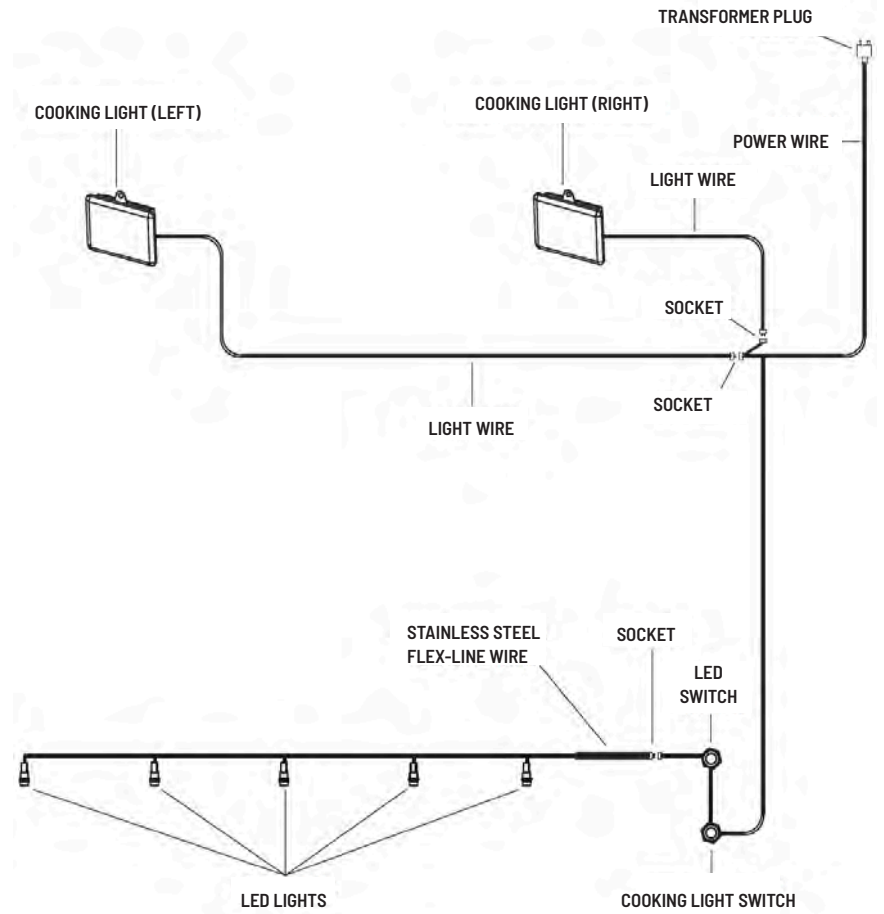 TRANSFORMER PLUG
COOKING LIGHT (LEFT)
COOKING LIGHT (RIGHT)
POWER WIRE
LIGHT WIRE
SOCKET
SOCKET
LIGHT WIRE
STAINLESS STEEL
FLEX-LINE WIRE
SOCKET
LED
SWITCH
LED LIGHTS
COOKING LIGHT SWITCH